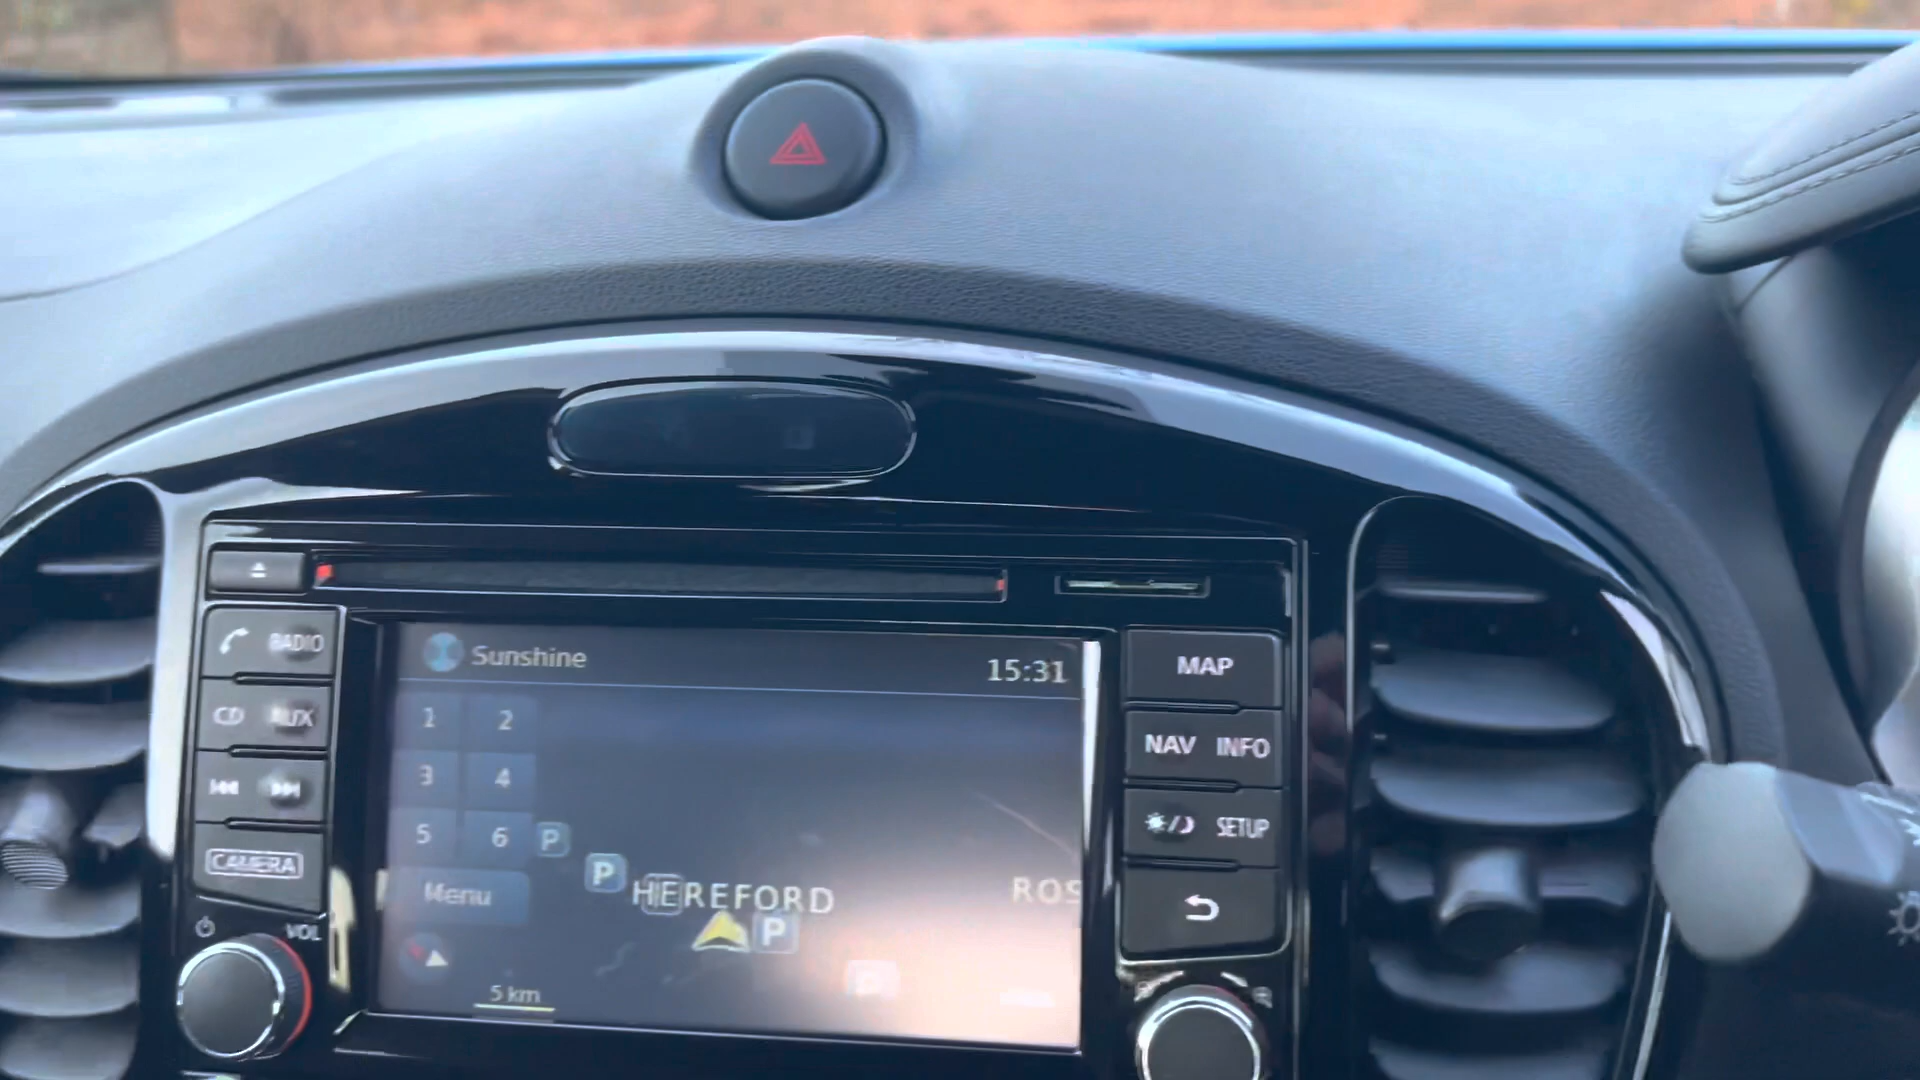 RADIO
CD AUX
CAMERA
VOL
Sunshine 15:31
1 2
3 4
5 6
P
P
Menu
HEREFORD ROS
P
P
5 km
MAP
NAV INFO
SETUP